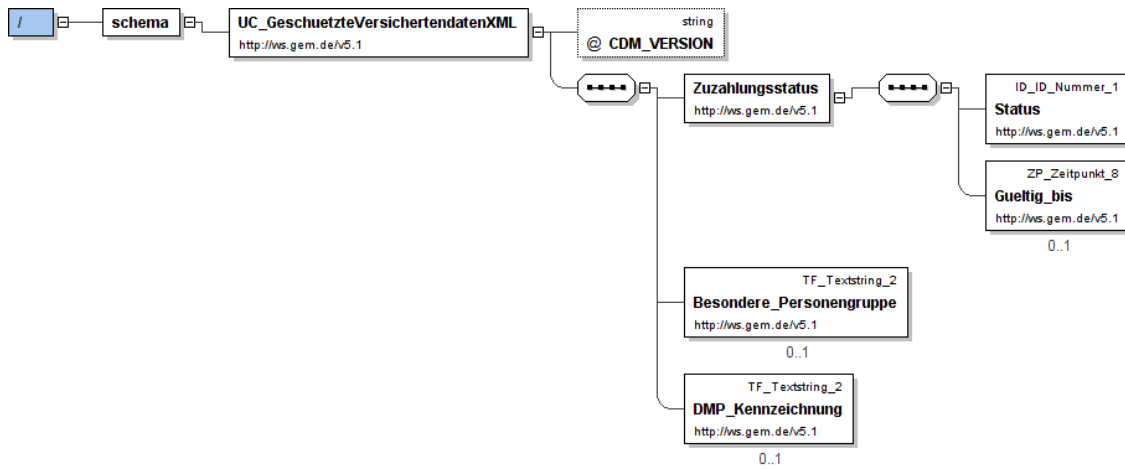 /
schema
UC_GeschuetzteVersichertendatenXML
http://ws.gem.de/v5.1
string
@ CDM_VERSION
Zuzahlungsstatus
http://ws.gem.de/v5.1
ID_ID_Nummer_1
Status
http://ws.gem.de/v5.1
ZP_Zeitpunkt_8
Gueltig_bis
http://ws.gem.de/v5.1
0..1
TF_Textstring_2
Besondere_Personengruppe
http://ws.gem.de/v5.1
0..1
TF_Textstring_2
DMP_Kennzeichnung
http://ws.gem.de/v5.1
0..1